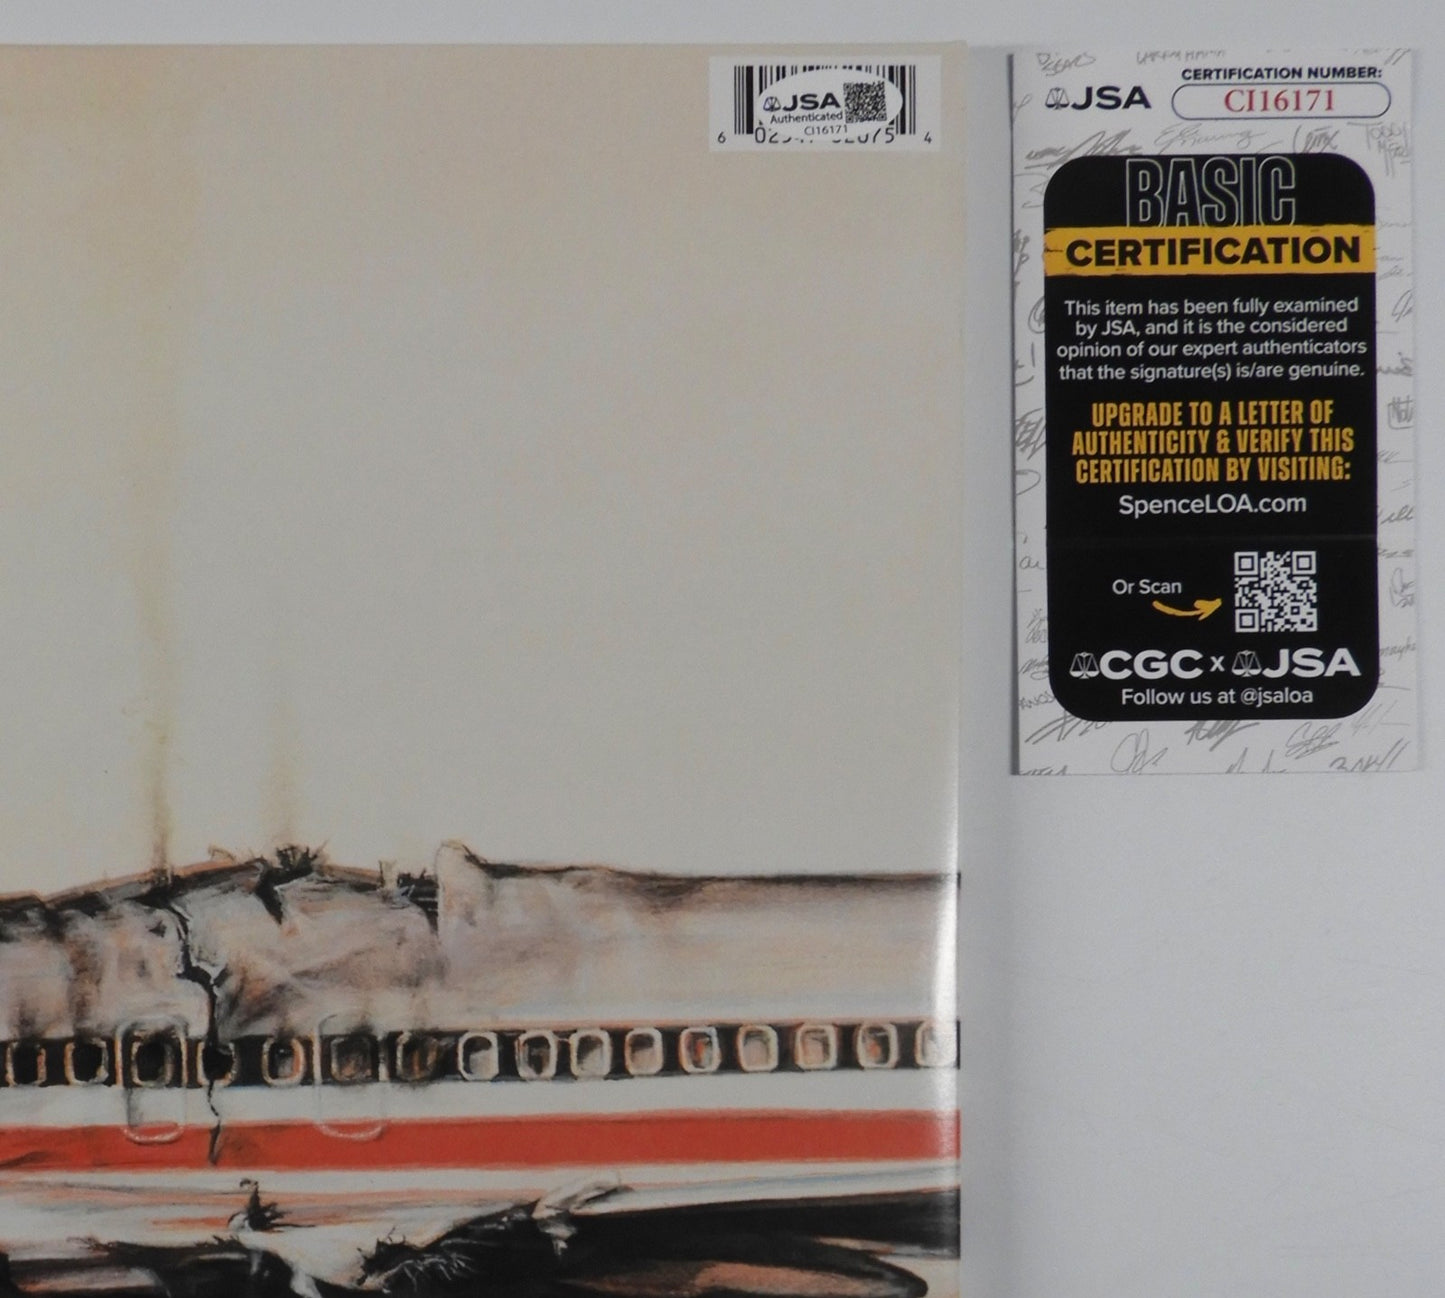 JSA
Authenticated
CI16171
6
4
JSA
CERTIFICATION NUMBER:
CI16171
BASIC
CERTIFICATION
This item has been fully examined
by JSA, and it is the considered
opinion of our expert authenticators
that the signature(s) is/are genuine.
UPGRADE TO A LETTER OF
AUTHENTICITY & VERIFY THIS
CERTIFICATION BY VISITING:
SpenceLOA.com
Or Scan
CGC x JSA
Follow us at @jsaloa